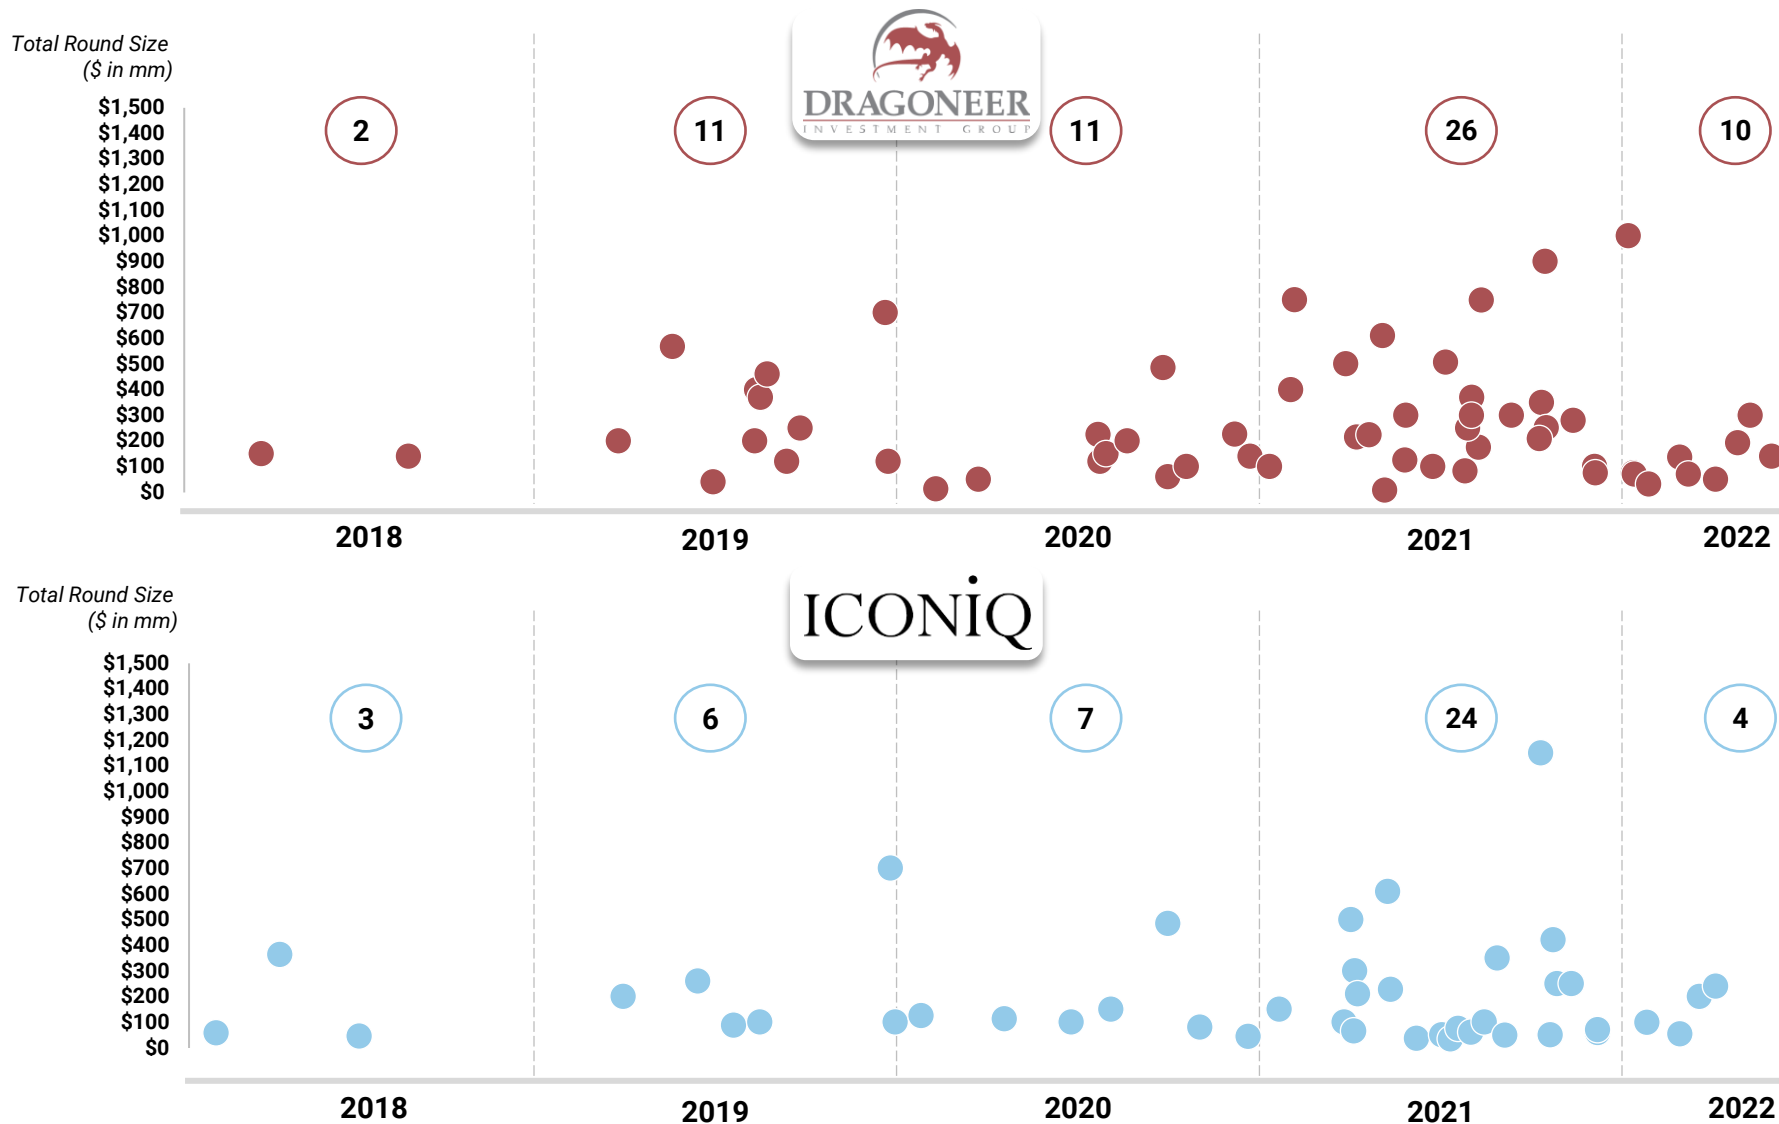 Total Round Size
($ in mm)
DRAGONEER
INVESTMENT GROUP
$1,500
$1,400
$1,300
$1,200
$1,100
$1,000
$900
$800
$700
$600
$500
$400
$300
$200
$100
$0
2 11 11 26 10
2018 2019 2020 2021 2022
Total Round Size
($ in mm)
ICONIQ
$1,500
$1,400
$1,300
$1,200
$1,100
$1,000
$900
$800
$700
$600
$500
$400
$300
$200
$100
$0
3 6 7 24 4
2018 2019 2020 2021 2022